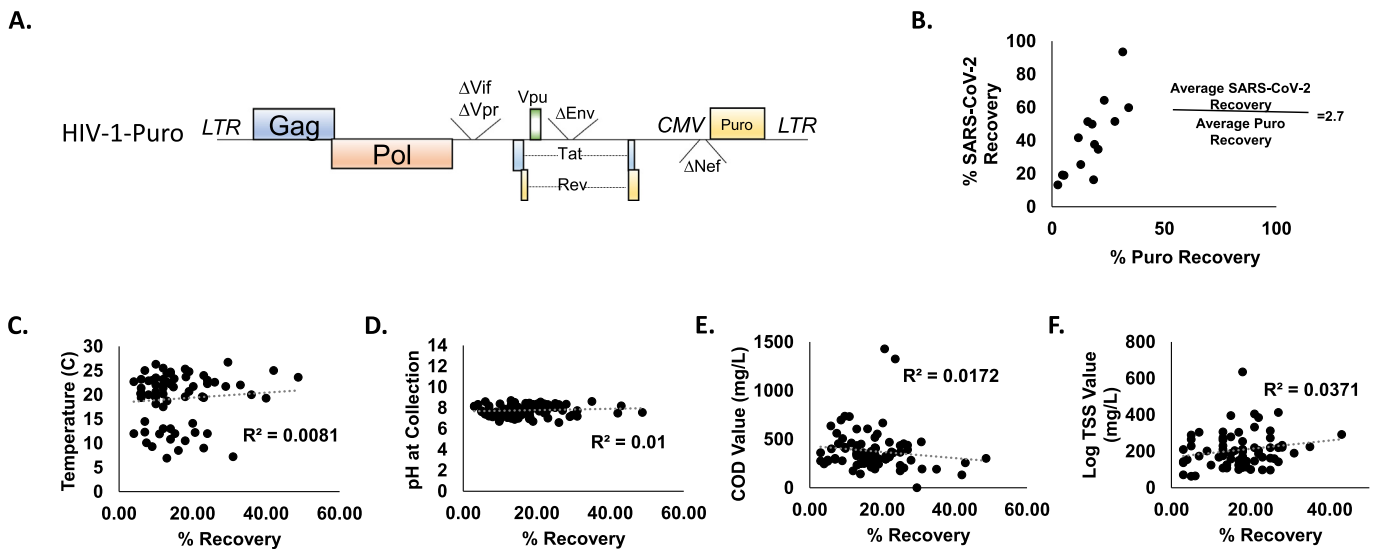 A.
ΔVif
ΔVpr
Vpu
ΔEnv
HIV-1-Puro
LTR
Gag
CMV
Puro
LTR
Pol
Tat
ΔNef
Rev
B.
% SARS-CoV-2
Recovery
100
80
60
40
20
0
0
50
100
% Puro Recovery
Average SARS-CoV-2
Recovery
Average Puro
Recovery
=2.7
C.
Temperature (C)
30
25
20
15
10
5
0
R² = 0.0081
0.00
20.00
40.00
60.00
% Recovery
D.
pH at Collection
14
12
10
8
6
4
2
0
R² = 0.01
0.00
20.00
40.00
60.00
% Recovery
E.
COD Value (mg/L)
1500
1000
500
0
R² = 0.0172
0.00
20.00
40.00
60.00
% Recovery
F.
Log TSS Value
(mg/L)
800
600
400
200
0
R² = 0.0371
0.00
20.00
40.00
% Recovery